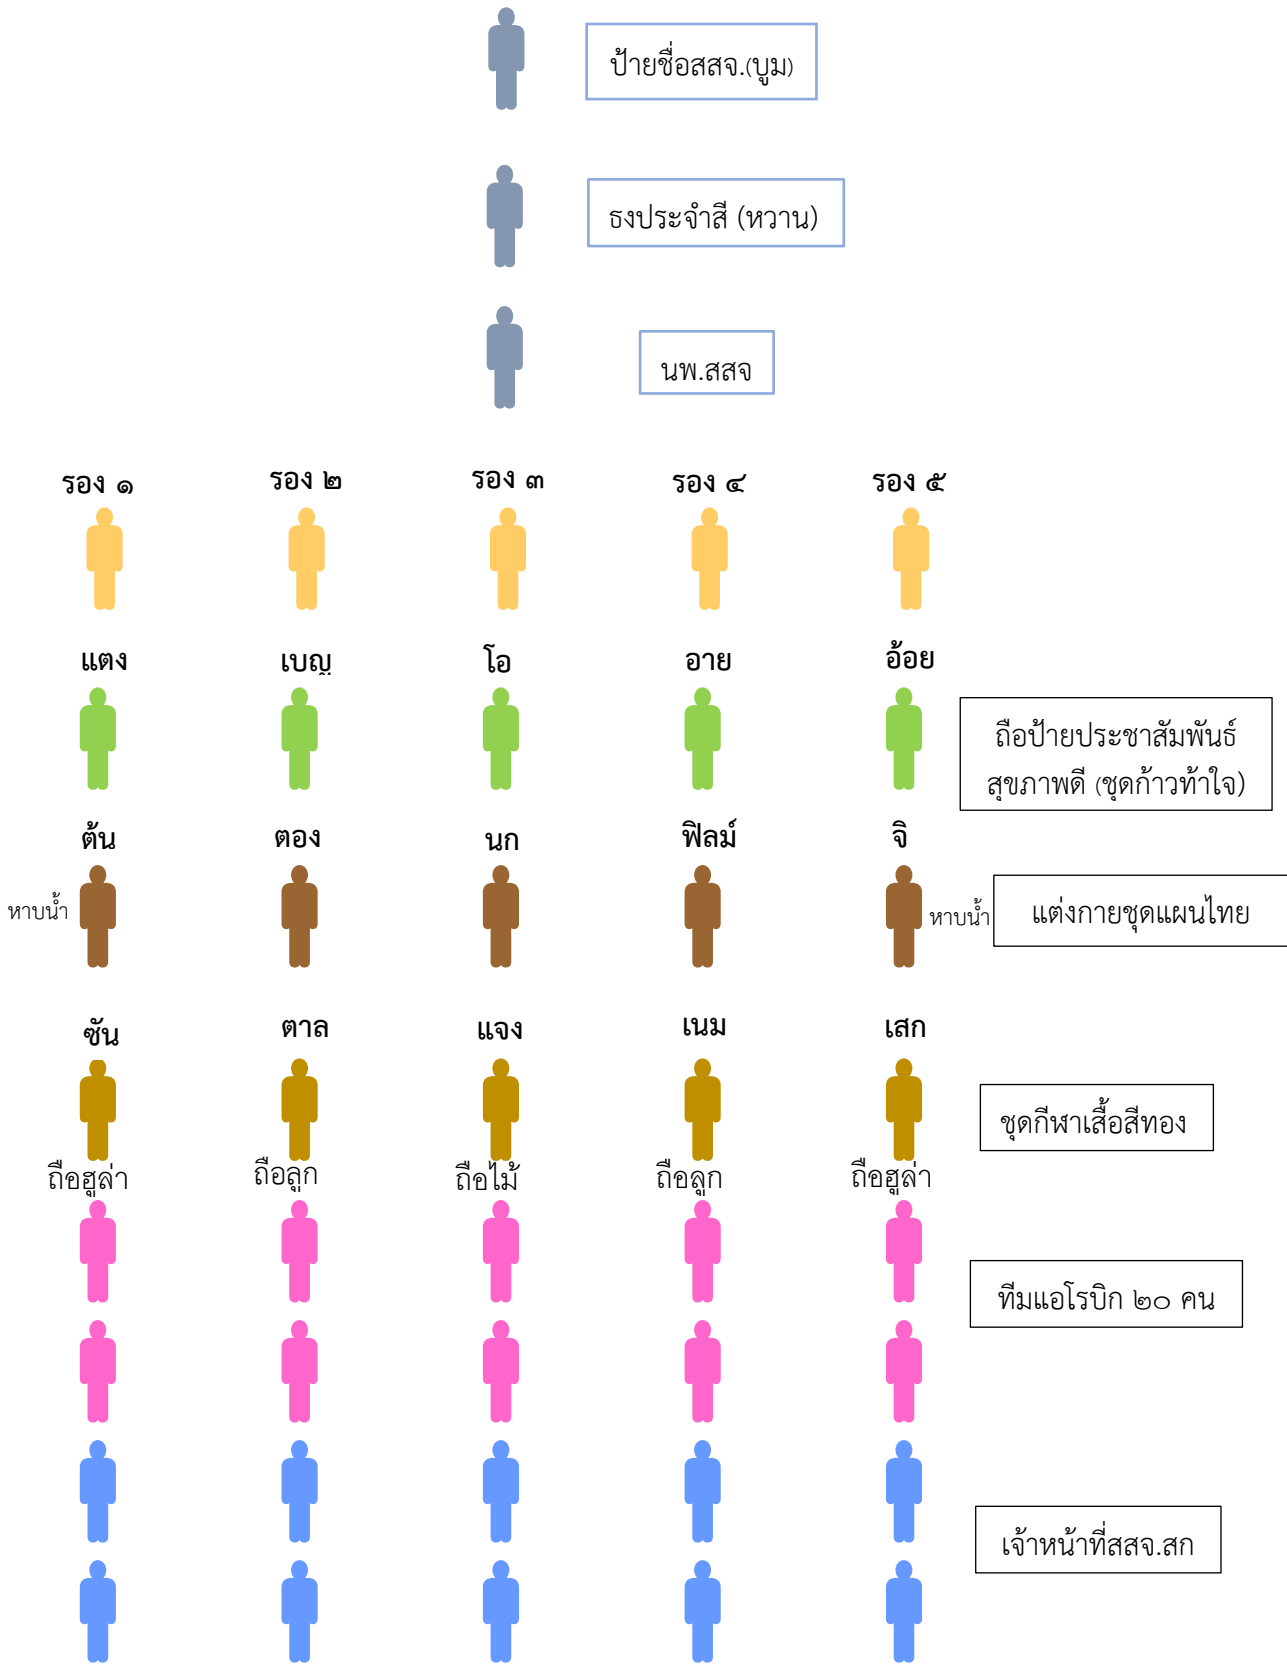 ป้ายชื่อสสจ.(บูม)
ธงประจำสี (หวาน)
นพ.สสจ
รอง ๑ รอง ๒ รอง ๓ รอง ๔ รอง ๕
แตง เบญ โอ อาย อ้อย
ถือป้ายประชาสัมพันธ์
สุขภาพดี (ชุดก้าวท้าใจ)
ต้น ตอง นก ฟิลม์ จิ
หาบน้ำ หาบน้ำ แต่งกายชุดแผนไทย
ซัน ตาล แจง เนม เสก
ชุดกีฬาเสื้อสีทอง
ถือฮูล่า ถือลูก ถือไม้ ถือลูก ถือฮูล่า
ทีมแอโรบิก ๒๐ คน
เจ้าหน้าที่สสจ.สก